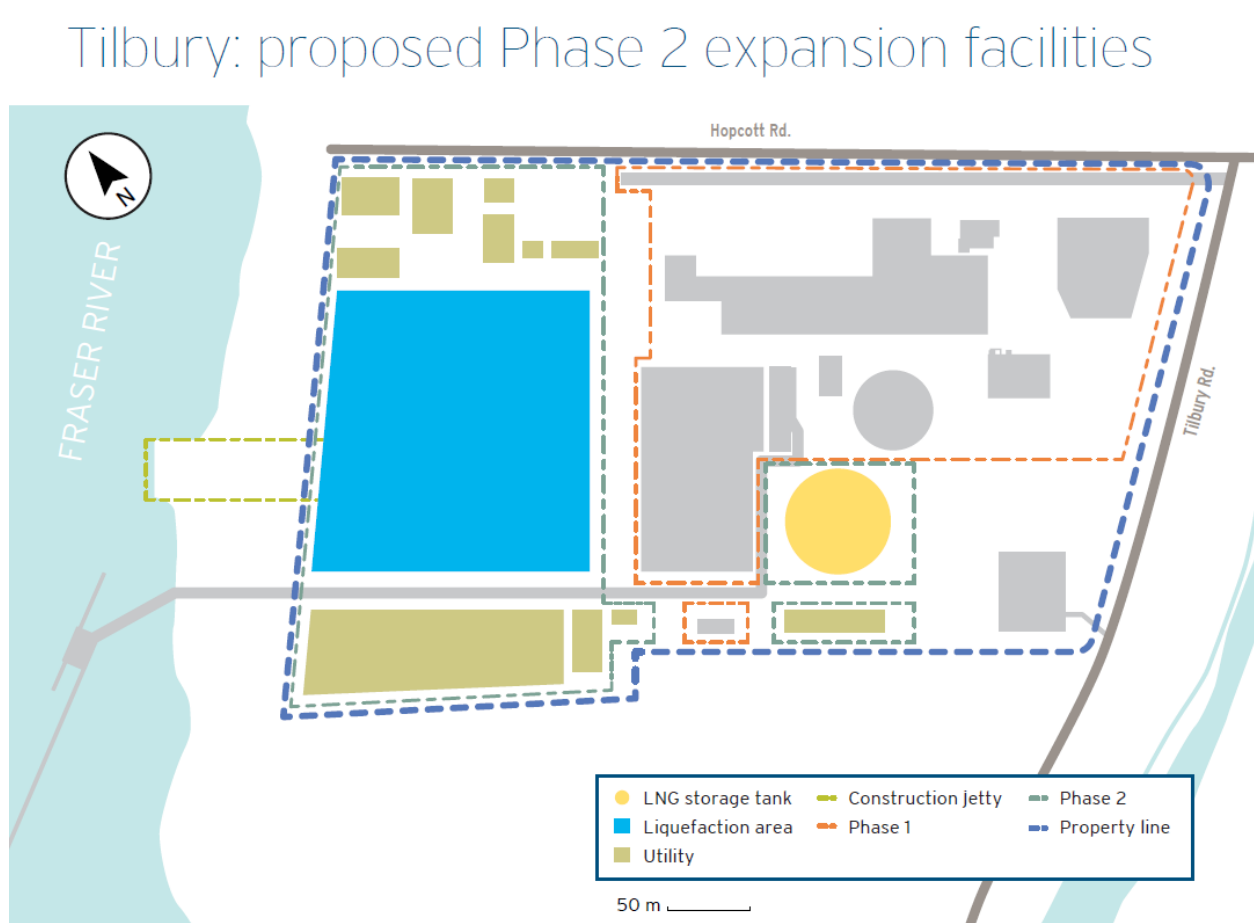 Tilbury: proposed Phase 2 expansion facilities
Hopcott Rd.
N
FRASER RIVER
Tilbury Rd.
LNG storage tank
Liquefaction area
Utility
Construction jetty
Phase 1
Phase 2
Property line
50 m